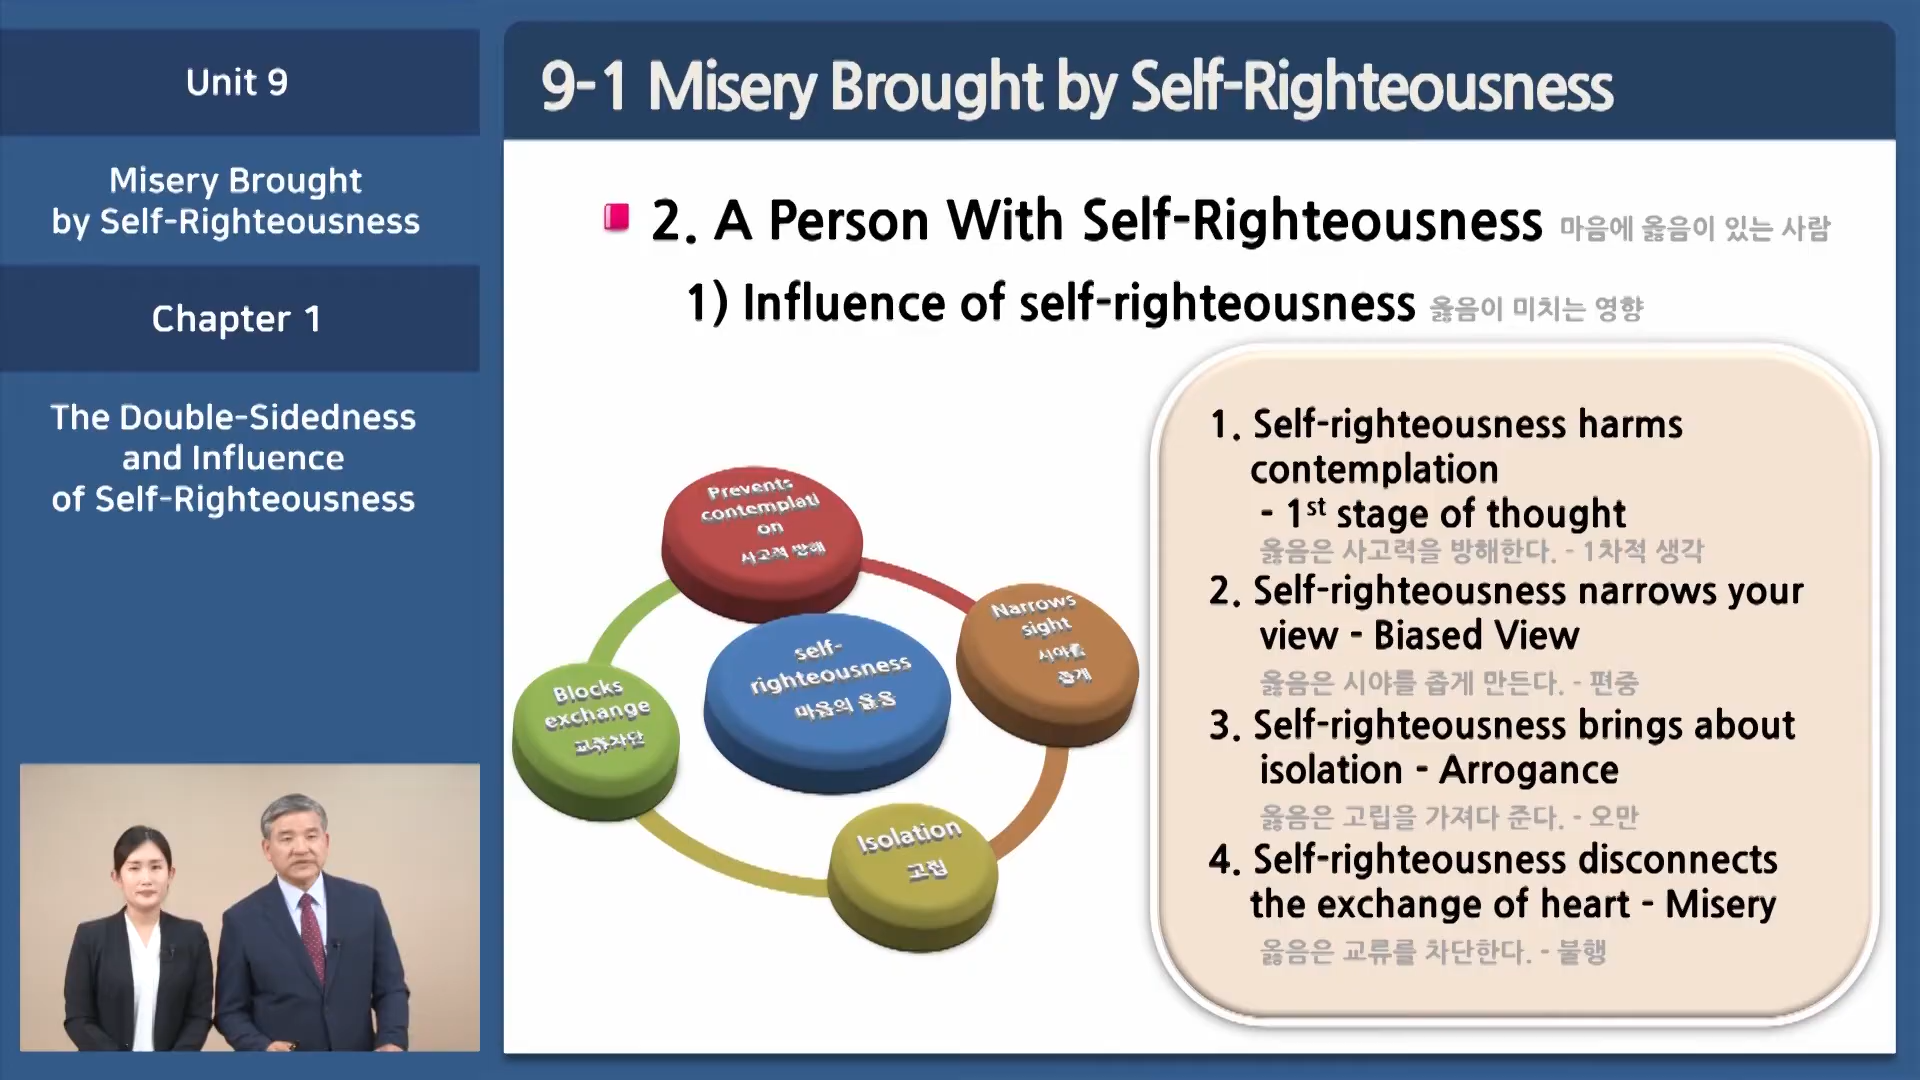 Unit 9
Misery Brought
by Self-Righteousness
Chapter 1
The Double-Sidedness
and Influence
of Self-Righteousness
9-1 Misery Brought by Self-Righteousness
2. A Person With Self-Righteousness 마음에 옳음이 있는 사람
1) Influence of self-righteousness 옳음이 미치는 영향
Prevents
contemplati
on
사고력 방해
Narrows
sight
시야를
좁게
self-
righteousness
마음의 옳음
Blocks
exchange
교류차단
Isolation
고립
1. Self-righteousness harms
contemplation
- 1st stage of thought
옳음은 사고력을 방해한다. - 1차적 생각
2. Self-righteousness narrows your
view - Biased View
옳음은 시야를 좁게 만든다. - 편중
3. Self-righteousness brings about
isolation - Arrogance
옳음은 고립을 가져다 준다. - 오만
4. Self-righteousness disconnects
the exchange of heart - Misery
옳음은 교류를 차단한다. - 불행